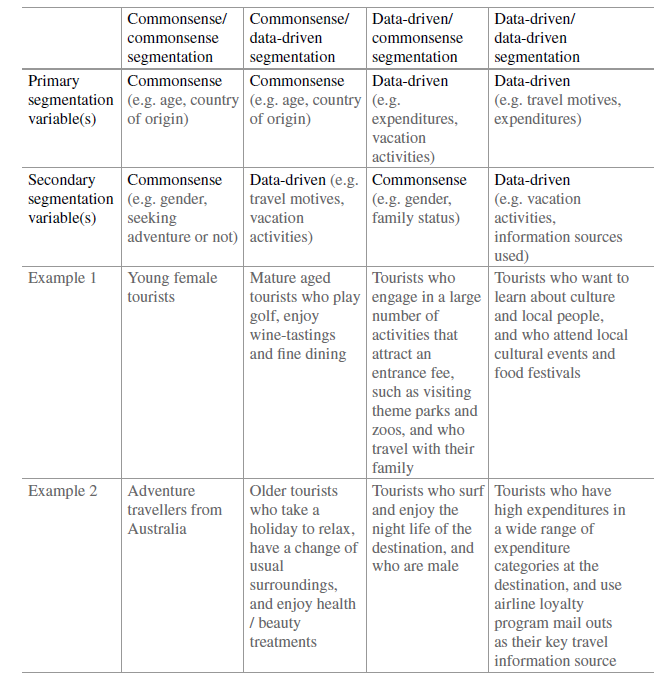 Commonsense/
commonsense
segmentation
Commonsense/
data-driven
segmentation
Data-driven/
commonsense
segmentation
Data-driven/
data-driven
segmentation
Primary
segmentation
variable(s)
Commonsense
(e.g. age, country
of origin)
Commonsense
(e.g. age, country
of origin)
Data-driven
(e.g.
expenditures,
vacation
activities)
Data-driven
(e.g. travel motives,
expenditures)
Secondary
segmentation
variable(s)
Commonsense
(e.g. gender,
seeking
adventure or not)
Data-driven (e.g.
travel motives,
vacation
activities)
Commonsense
(e.g. gender,
family status)
Data-driven
(e.g. vacation
activities,
information sources
used)
Example 1
Young female
tourists
Mature aged
tourists who play
golf, enjoy
wine-tastings
and fine dining
Tourists who
engage in a large
number of
activities that
attract an
entrance fee,
such as visiting
theme parks and
zoos, and who
travel with their
family
Tourists who want to
learn about culture
and local people,
and who attend local
cultural events and
food festivals
Example 2
Adventure
travellers from
Australia
Older tourists
who take a
holiday to relax,
have a change of
usual
surroundings,
and enjoy health
/ beauty
treatments
Tourists who surf
and enjoy the
night life of the
destination, and
who are male
Tourists who have
high expenditures in
a wide range of
expenditure
categories at the
destination, and use
airline loyalty
program mail outs
as their key travel
information source